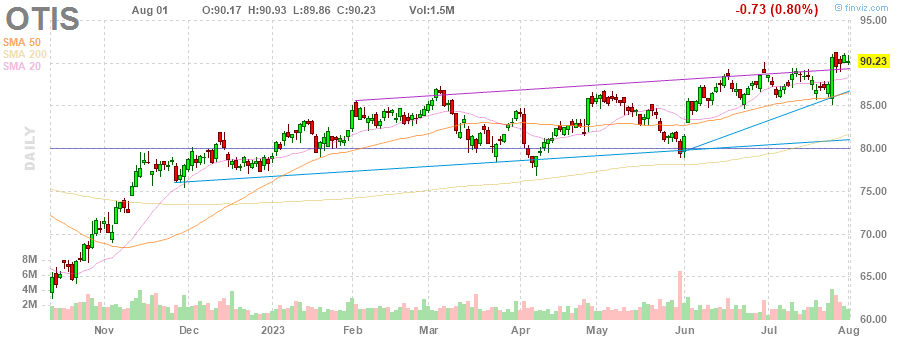 OTIS
Aug 01 O:90.17 H:90.93 L:89.86 C:90.23 Vol:1.5M -0.73 (0.80%)
finviz.com
SMA 50
SMA 200
SMA 20
DAILY
95.00
90.23
85.00
80.00
75.00
70.00
65.00
60.00
8M
6M
4M
2M
Nov Dec 2023 Feb Mar Apr May Jun Jul Aug